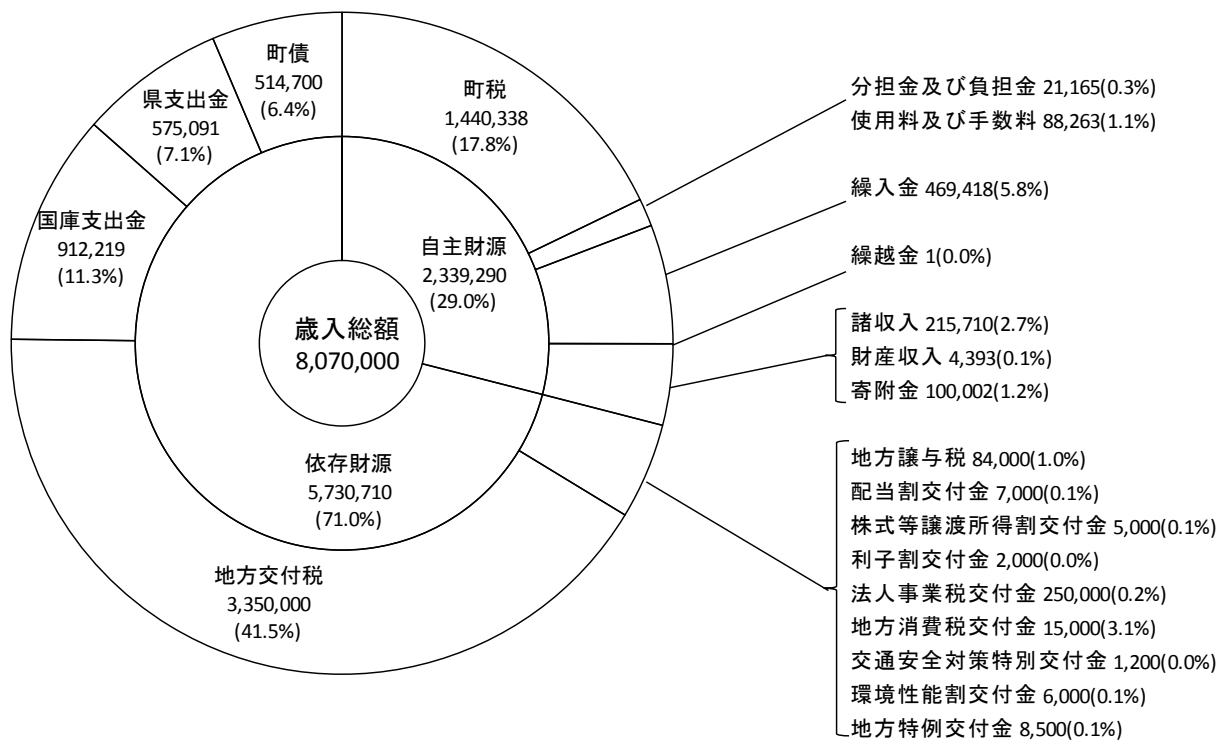 町債
514,700
(6.4%)
県支出金
575,091
(7.1%)
国庫支出金
912,219
(11.3%)
町税
1,440,338
(17.8%)
自主財源
2,339,290
(29.0%)
歳入総額
8,070,000
依存財源
5,730,710
(71.0%)
地方交付税
3,350,000
(41.5%)
分担金及び負担金 21,165(0.3%)
使用料及び手数料 88,263(1.1%)
繰入金 469,418(5.8%)
繰越金 1(0.0%)
諸収入 215,710(2.7%)
財産収入 4,393(0.1%)
寄附金 100,002(1.2%)
地方譲与税 84,000(1.0%)
配当割交付金 7,000(0.1%)
株式等譲渡所得割交付金 5,000(0.1%)
利子割交付金 2,000(0.0%)
法人事業税交付金 250,000(0.2%)
地方消費税交付金 15,000(3.1%)
交通安全対策特別交付金 1,200(0.0%)
環境性能割交付金 6,000(0.1%)
地方特例交付金 8,500(0.1%)